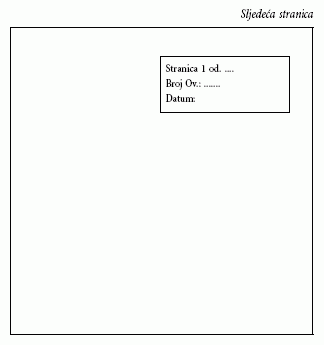 Sljedeća stranica
Stranica 1 od. ....
Broj Ov.: .......
Datum: